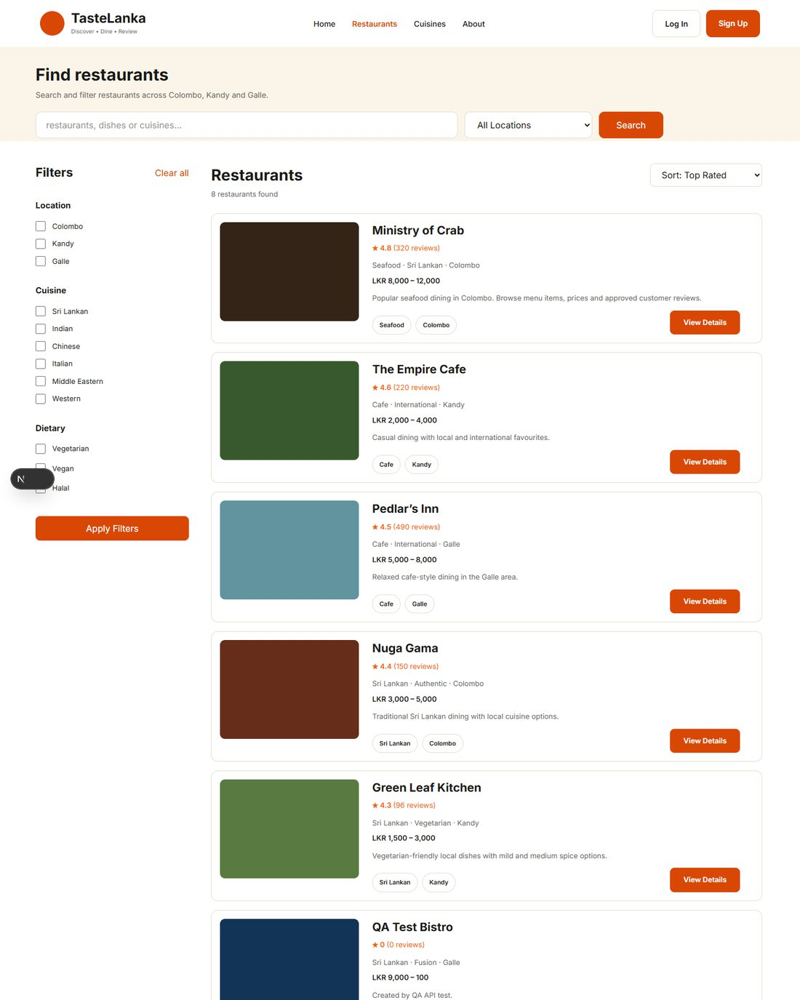 TasteLanka
Discover • Dine • Review
Home
Restaurants
Cuisines
About
Log In
Sign Up
Find restaurants
Search and filter restaurants across Colombo, Kandy and Galle.
restaurants, dishes or cuisines...
All Locations
Search
Filters
Clear all
Location
Colombo
Kandy
Galle
Cuisine
Sri Lankan
Indian
Chinese
Italian
Middle Eastern
Western
Dietary
Vegetarian
Vegan
Halal
N
Apply Filters
Restaurants
8 restaurants found
Sort: Top Rated
Ministry of Crab
★ 4.8 (320 reviews)
Seafood · Sri Lankan · Colombo
LKR 8,000 – 12,000
Popular seafood dining in Colombo. Browse menu items, prices and approved customer reviews.
Seafood
Colombo
View Details
The Empire Cafe
★ 4.6 (220 reviews)
Cafe · International · Kandy
LKR 2,000 – 4,000
Casual dining with local and international favourites.
Cafe
Kandy
View Details
Pedlar’s Inn
★ 4.5 (490 reviews)
Cafe · International · Galle
LKR 5,000 – 8,000
Relaxed cafe-style dining in the Galle area.
Cafe
Galle
View Details
Nuga Gama
★ 4.4 (150 reviews)
Sri Lankan · Authentic · Colombo
LKR 3,000 – 5,000
Traditional Sri Lankan dining with local cuisine options.
Sri Lankan
Colombo
View Details
Green Leaf Kitchen
★ 4.3 (96 reviews)
Sri Lankan · Vegetarian · Kandy
LKR 1,500 – 3,000
Vegetarian-friendly local dishes with mild and medium spice options.
Sri Lankan
Kandy
View Details
QA Test Bistro
★ 0 (0 reviews)
Sri Lankan · Fusion · Galle
LKR 9,000 – 100
Created by QA API test.